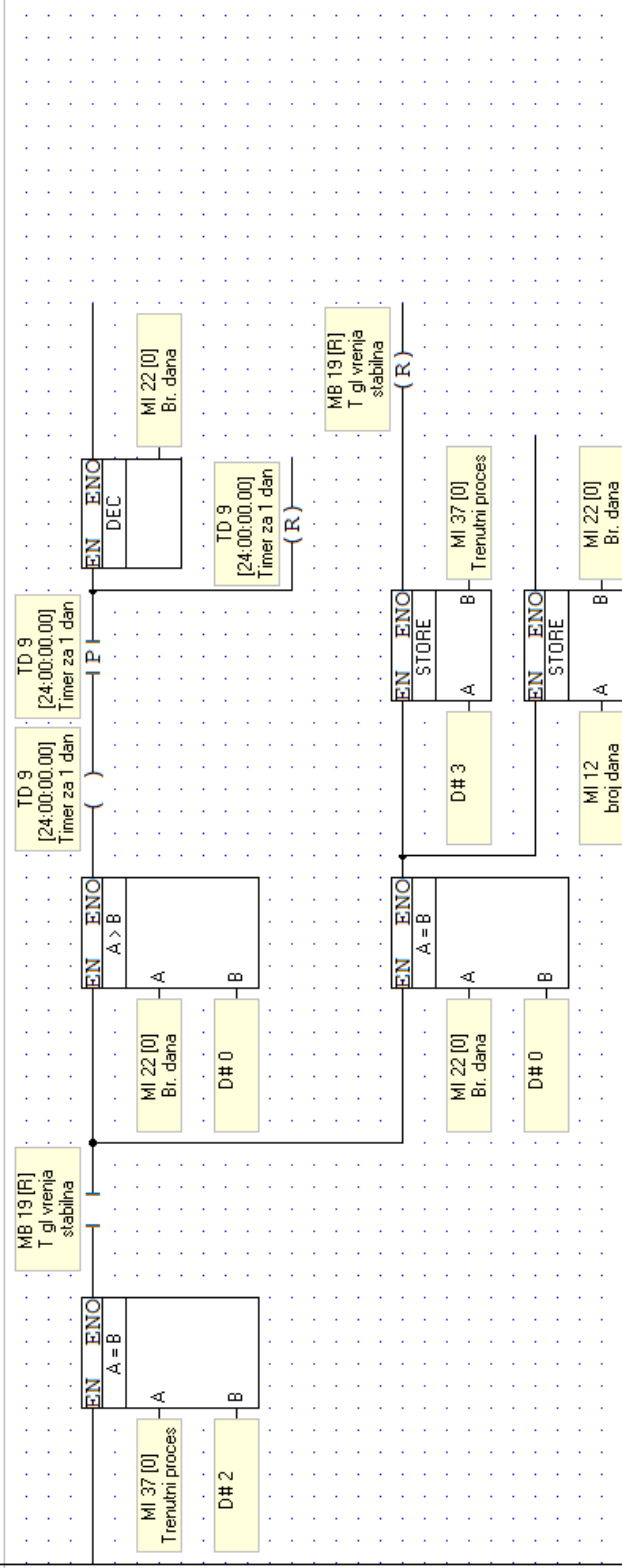 MI 37 [0]
Trenutni proces
D# 2
EN ENO
A = B
A
B
MB 19 [R]
T gl vrenja
stabilna
MI 22 [0]
Br. dana
D# 0
EN ENO
A > B
A
B
TD 9
[24:00:00.00]
Timer za 1 dan
( )
TD 9
[24:00:00.00]
Timer za 1 dan
P
EN ENO
DEC
MI 22 [0]
Br. dana
TD 9
[24:00:00.00]
Timer za 1 dan
(R)
MI 22 [0]
Br. dana
D# 0
EN ENO
A = B
A
B
D# 3
EN ENO
STORE
A
B
MI 37 [0]
Trenutni proces
MB 19 [R]
T gl vrenja
stabilna
(R)
MI 12
broj dana
EN ENO
STORE
A
B
MI 22 [0]
Br. dana